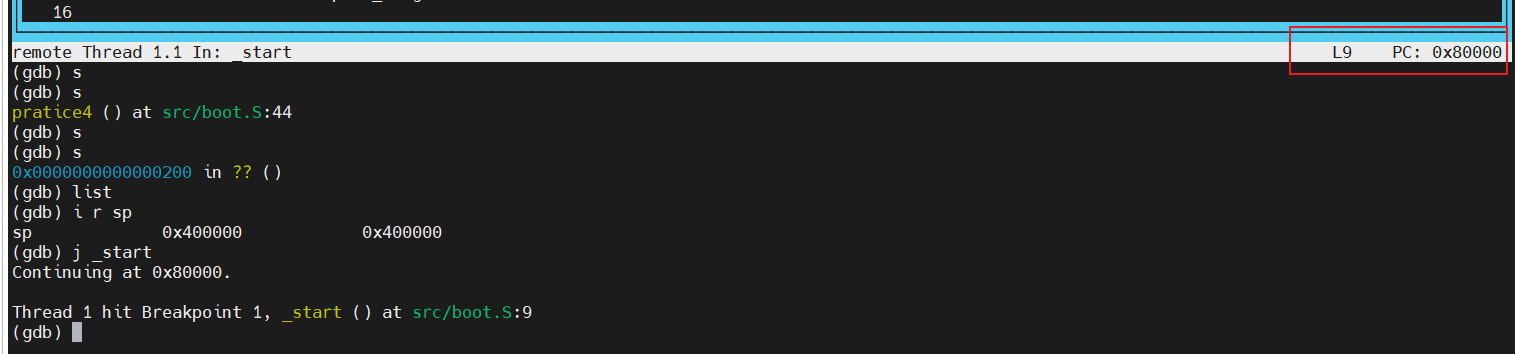 16
remote Thread 1.1 In: _start L9 PC: 0x80000
(gdb) s
(gdb) s
pratice4 () at src/boot.S:44
(gdb) s
(gdb) s
0x0000000000000200 in ?? ()
(gdb) list
(gdb) i r sp
sp 0x400000 0x400000
(gdb) j _start
Continuing at 0x80000.
Thread 1 hit Breakpoint 1, _start () at src/boot.S:9
(gdb)